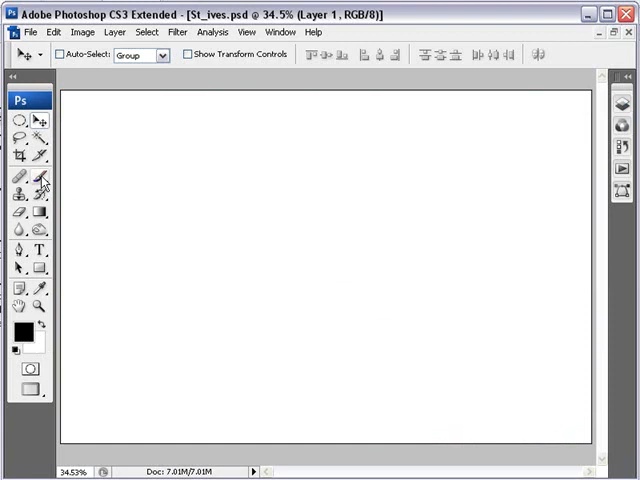 Adobe Photoshop CS3 Extended - [St_ives.psd @ 34.5% (Layer 1, RGB/8)]
Ps File Edit Image Layer Select Filter Analysis View Window Help
Auto-Select: Group Show Transform Controls
Ps
T
34.53% Doc: 7.01M/7.01M